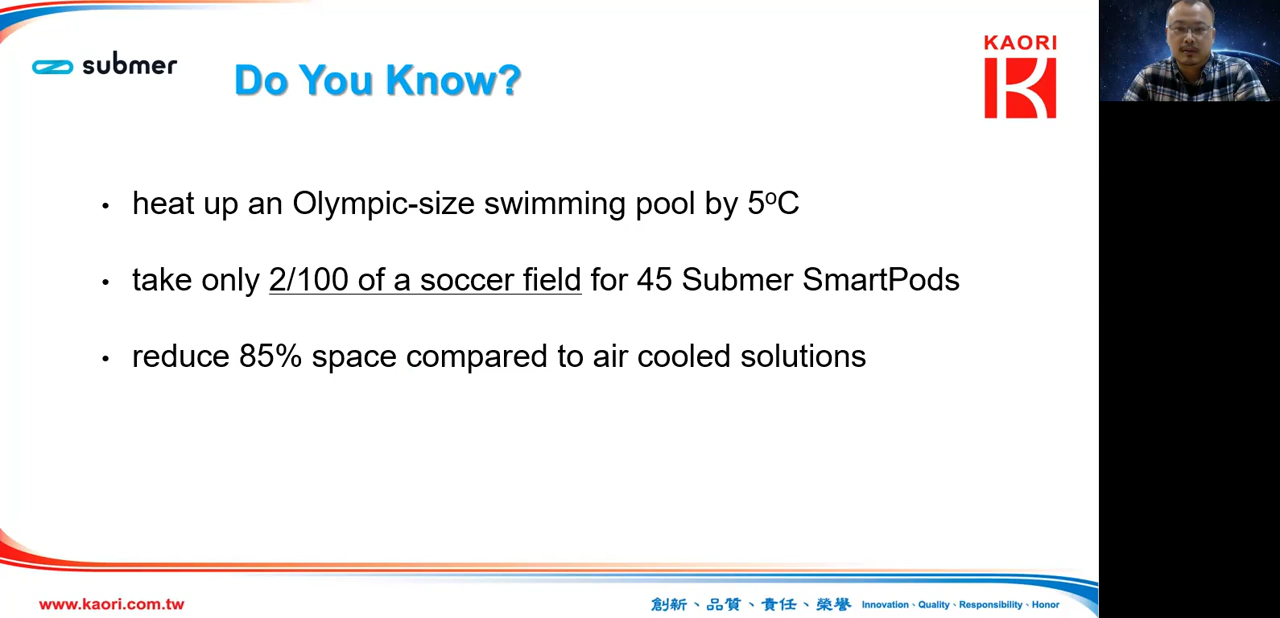 submer
Do You Know?
KAORI
• heat up an Olympic-size swimming pool by 5ºC
• take only 2/100 of a soccer field for 45 Submer SmartPods
• reduce 85% space compared to air cooled solutions
www.kaori.com.tw
創新、品質、責任、榮譽 Innovation、Quality、Responsibility、Honor